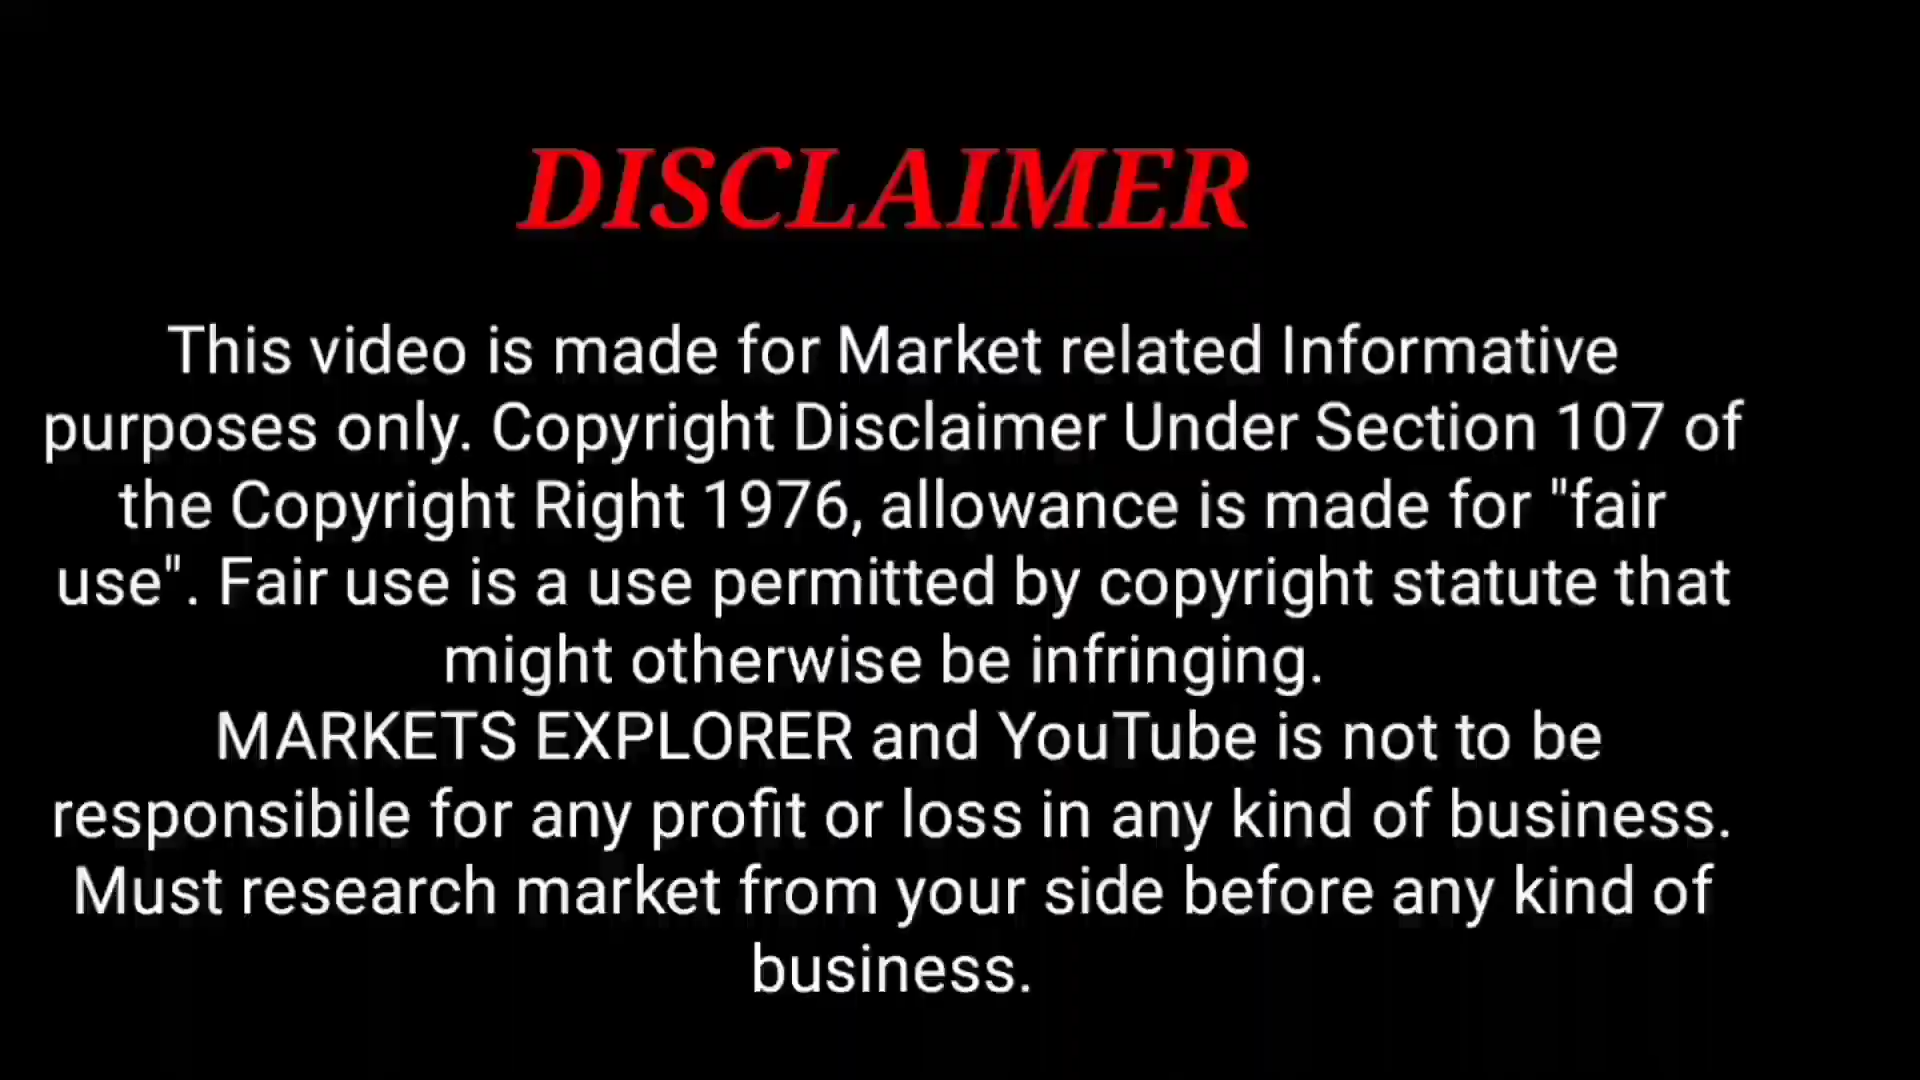 DISCLAIMER
This video is made for Market related Informative
purposes only. Copyright Disclaimer Under Section 107 of
the Copyright Right 1976, allowance is made for "fair
use". Fair use is a use permitted by copyright statute that
might otherwise be infringing.
MARKETS EXPLORER and YouTube is not to be
responsibile for any profit or loss in any kind of business.
Must research market from your side before any kind of
business.